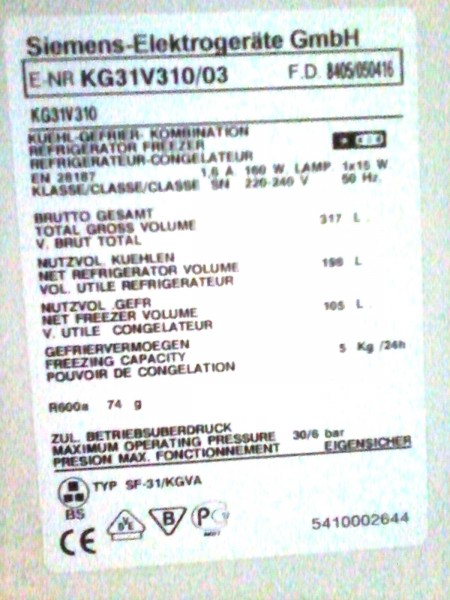 Siemens-Elektrogeräte GmbH
E-NR KG31V310/03 F.D. 8405/050416
KG31V310
KUEHL-GEFRIER- KOMBINATION
REFRIGERATOR FREEZER
REFRIGERATEUR-CONGELATEUR
EN 28187 1,6 A 160 W. LAMP 1x15 W.
KLASSE/CLASSE/CLASSE SN 220-240 V 50 Hz.
BRUTTO GESAMT
TOTAL GROSS VOLUME 317 L.
V. BRUT TOTAL
NUTZVOL. KUEHLEN
NET REFRIGERATOR VOLUME 198 L
VOL. UTILE REFRIGERATEUR
NUTZVOL .GEFR
NET FREEZER VOLUME 105 L
V. UTILE CONGELATEUR
GEFRIERVERMOEGEN
FREEZING CAPACITY 5 Kg /24h
POUVOIR DE CONGELATION
R600a 74 g
ZUL. BETRIEBSUBERDRUCK
MAXIMUM OPERATING PRESSURE 30/6 bar
PRESION MAX. FONCTIONNEMENT EIGENSICHER
TYP SF-31/KGVA
BS
CE DVE B PC 5410002644